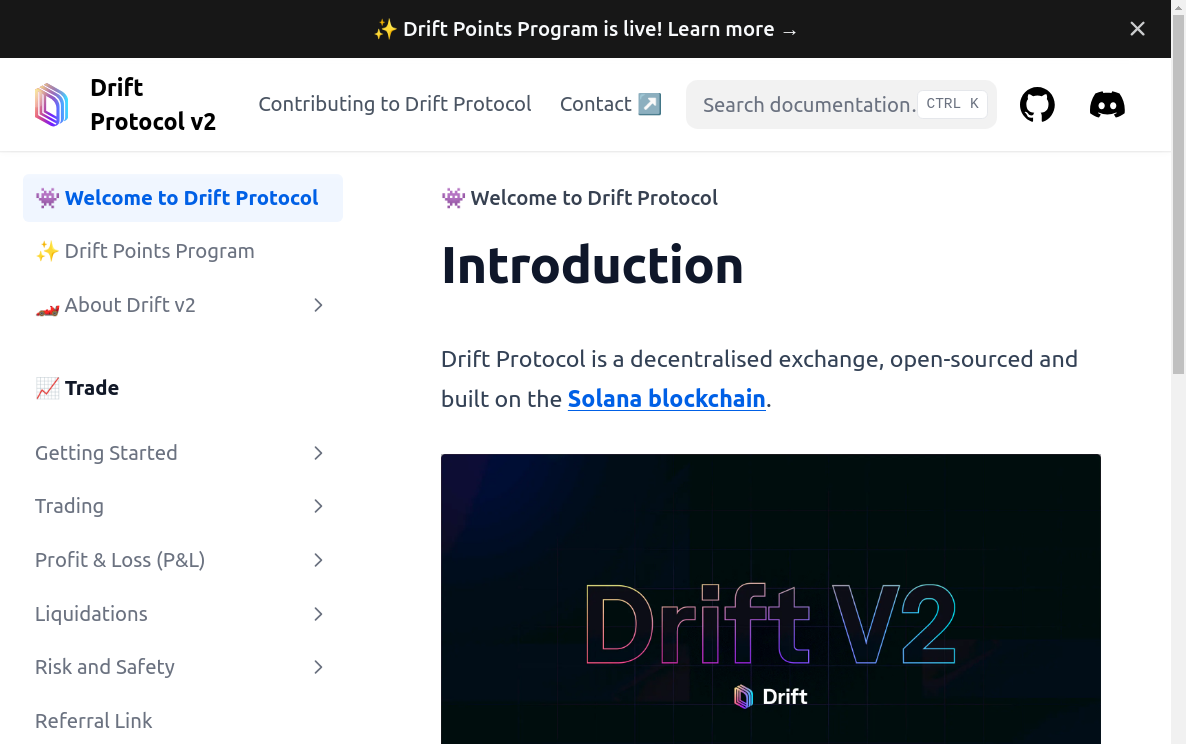 ✨ Drift Points Program is live! Learn more →
Drift
Protocol v2
Contributing to Drift Protocol
Contact ↗️
Search documentation.
CTRL K
👾 Welcome to Drift Protocol
✨ Drift Points Program
🏎️ About Drift v2
📈 Trade
Getting Started
Trading
Profit & Loss (P&L)
Liquidations
Risk and Safety
Referral Link
👾 Welcome to Drift Protocol
Introduction
Drift Protocol is a decentralised exchange, open-sourced and
built on the Solana blockchain.
Drift V2
Drift